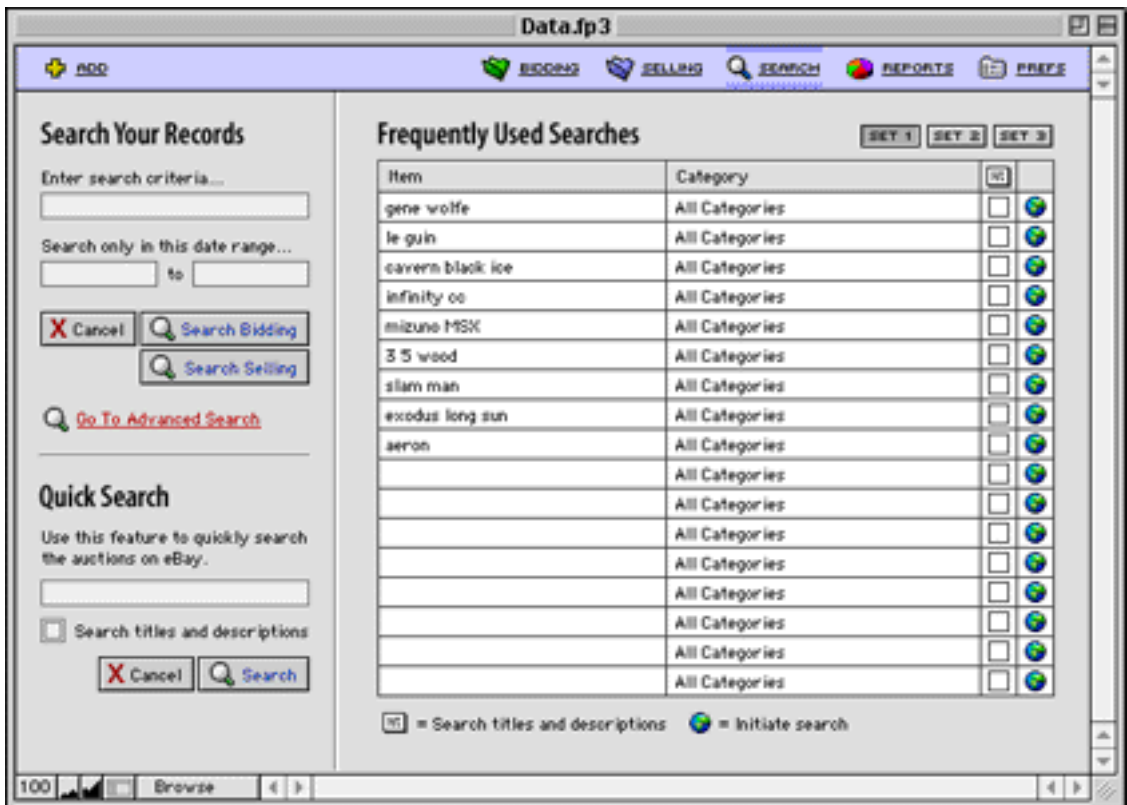 Data.fp3
ADD
BIDDING
SELLING
SEARCH
REPORTS
PREFS
Search Your Records
Enter search criteria...
Search only in this date range...
to
Cancel
Search Bidding
Search Selling
Go To Advanced Search
Quick Search
Use this feature to quickly search
the auctions on eBay.
Search titles and descriptions
Cancel
Search
Frequently Used Searches
SET 1
SET 2
SET 3
Item Category
gene wolfe All Categories
le guin All Categories
cavern black ice All Categories
infinity cc All Categories
mizuno MSX All Categories
3 5 wood All Categories
slam man All Categories
exodus long sun All Categories
aeron All Categories
All Categories
All Categories
All Categories
All Categories
All Categories
All Categories
All Categories
All Categories
= Search titles and descriptions
= Initiate search
100
Browse